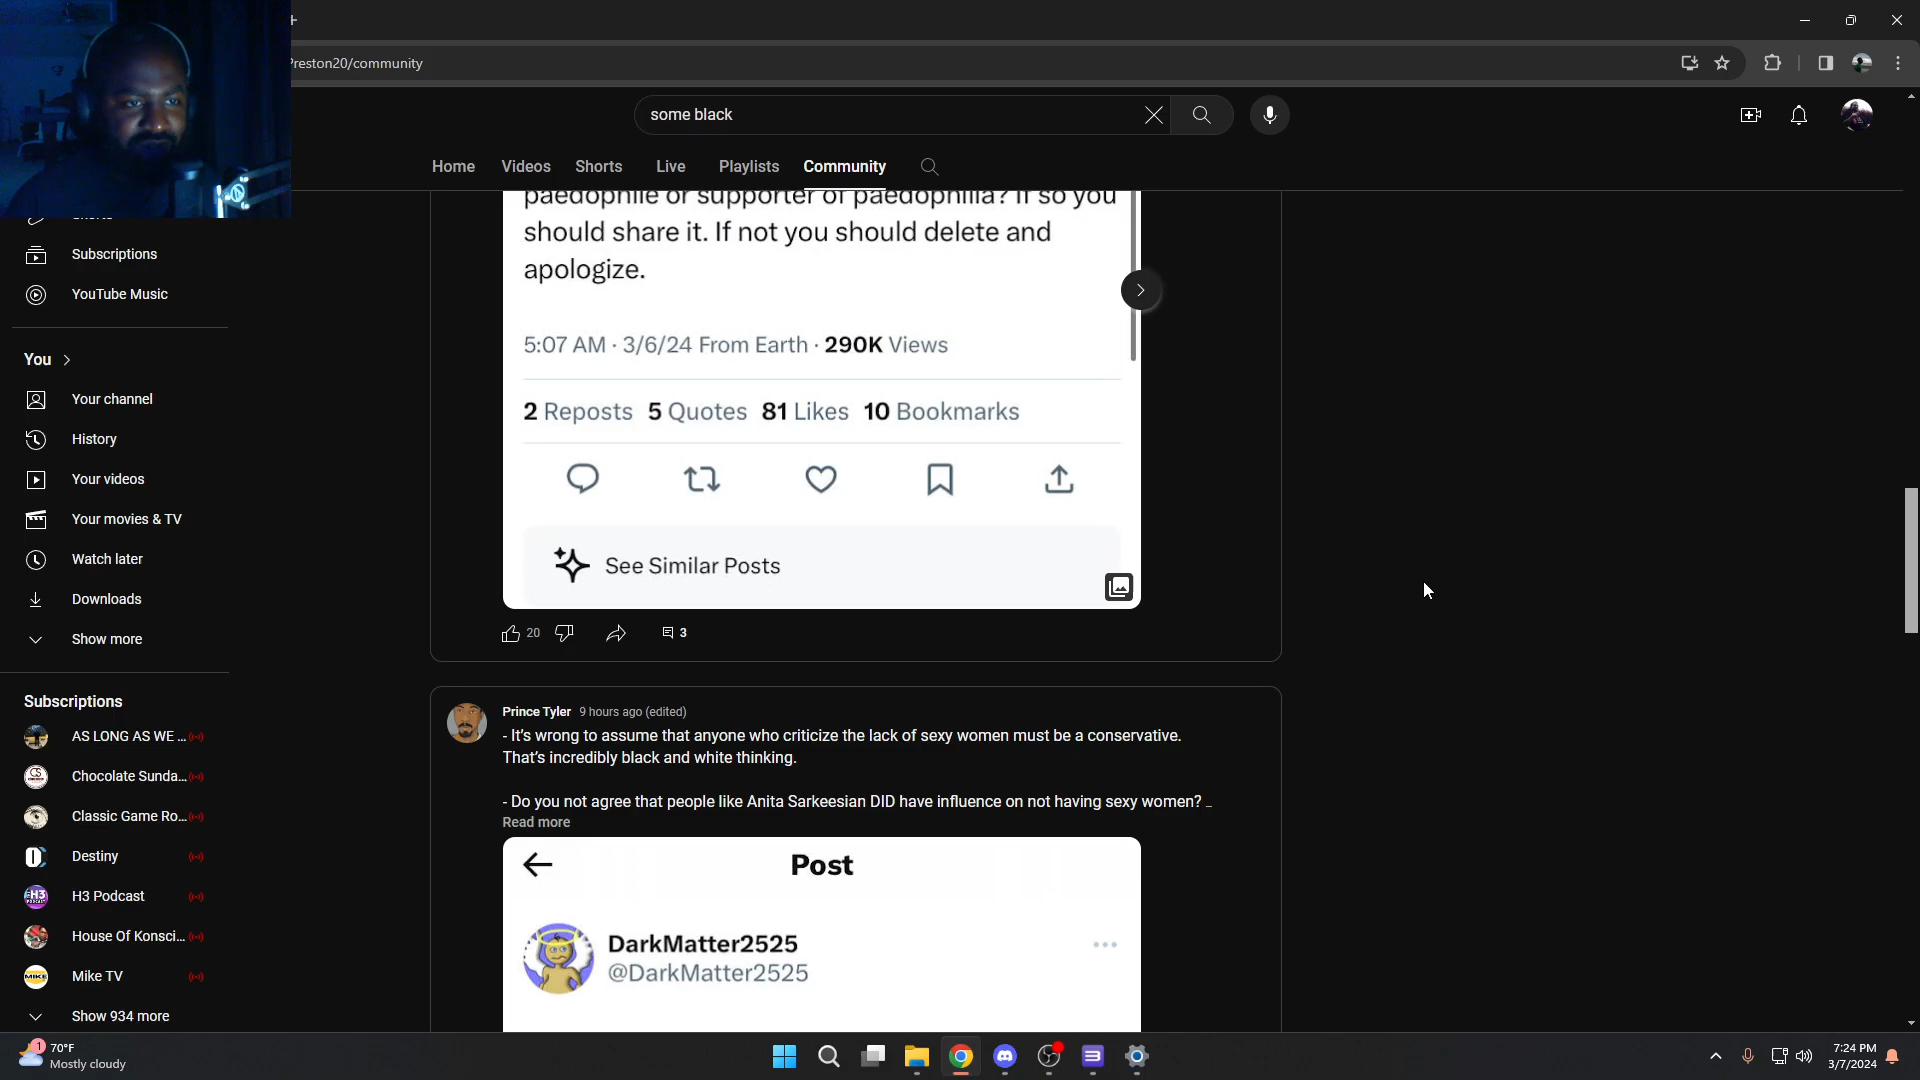 Preston20/community
some black
Home Videos Shorts Live Playlists Community
paedophile or supporter of paedophilia? If so you
should share it. If not you should delete and
apologize.
5:07 AM · 3/6/24 From Earth · 290K Views
2 Reposts 5 Quotes 81 Likes 10 Bookmarks
See Similar Posts
20
3
Shorts
Subscriptions
YouTube Music
You
Your channel
History
Your videos
Your movies & TV
Watch later
Downloads
Show more
Subscriptions
AS LONG AS WE ...
Chocolate Sunda...
Classic Game Ro...
Destiny
H3 Podcast
House Of Konsci...
Mike TV
Show 934 more
Prince Tyler 9 hours ago (edited)
- It’s wrong to assume that anyone who criticize the lack of sexy women must be a conservative.
That’s incredibly black and white thinking.
- Do you not agree that people like Anita Sarkeesian DID have influence on not having sexy women? ...
Read more
Post
DarkMatter2525
@DarkMatter2525
1
70°F
Mostly cloudy
7:24 PM
3/7/2024